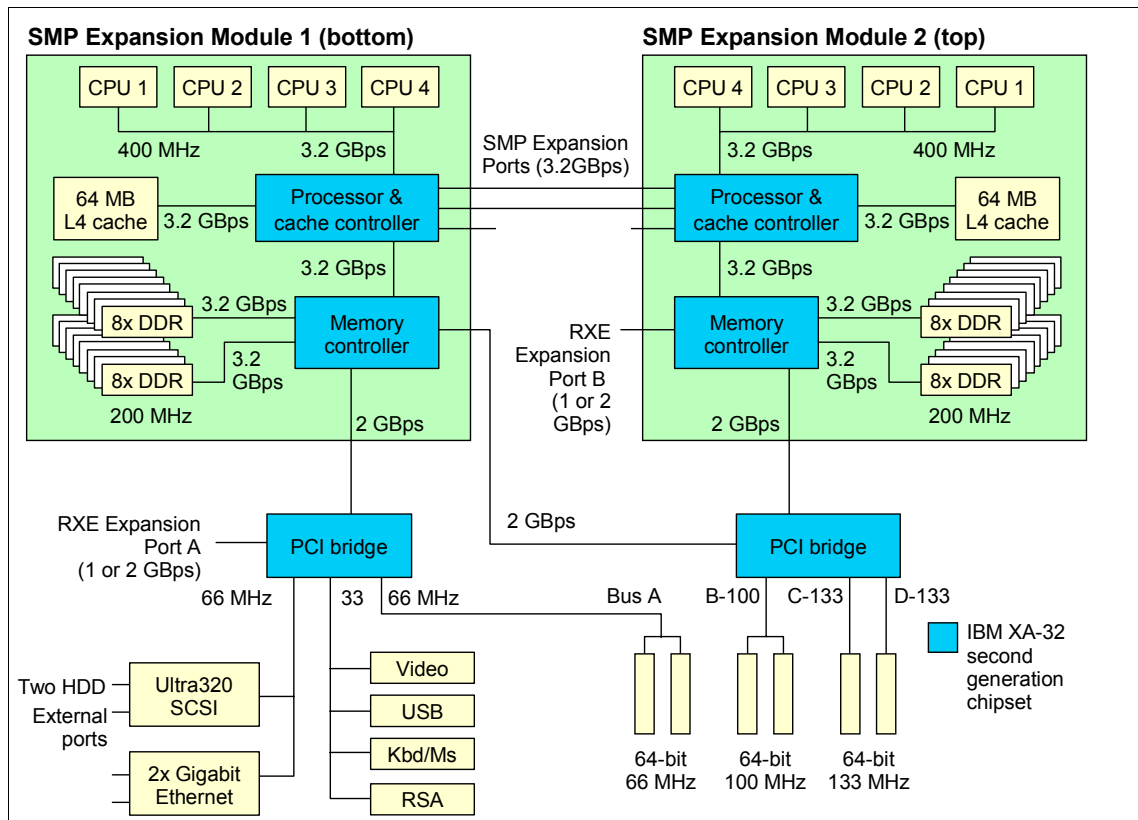 SMP Expansion Module 1 (bottom)
SMP Expansion Module 2 (top)
CPU 1
CPU 2
CPU 3
CPU 4
400 MHz
3.2 GBps
64 MB
L4 cache
3.2 GBps
Processor &
cache controller
3.2 GBps
8x DDR
3.2 GBps
8x DDR
3.2
GBps
200 MHz
Memory
controller
2 GBps
SMP Expansion
Ports (3.2GBps)
CPU 4
CPU 3
CPU 2
CPU 1
3.2 GBps
400 MHz
Processor &
cache controller
3.2 GBps
64 MB
L4 cache
3.2 GBps
RXE
Expansion
Port B
(1 or 2
GBps)
Memory
controller
3.2 GBps
8x DDR
3.2
GBps
8x DDR
200 MHz
2 GBps
RXE Expansion
Port A
(1 or 2 GBps)
PCI bridge
2 GBps
PCI bridge
66 MHz
33
66 MHz
Bus A
B-100
C-133
D-133
IBM XA-32
second
generation
chipset
Two HDD
External
ports
Ultra320
SCSI
2x Gigabit
Ethernet
Video
USB
Kbd/Ms
RSA
64-bit
66 MHz
64-bit
100 MHz
64-bit
133 MHz